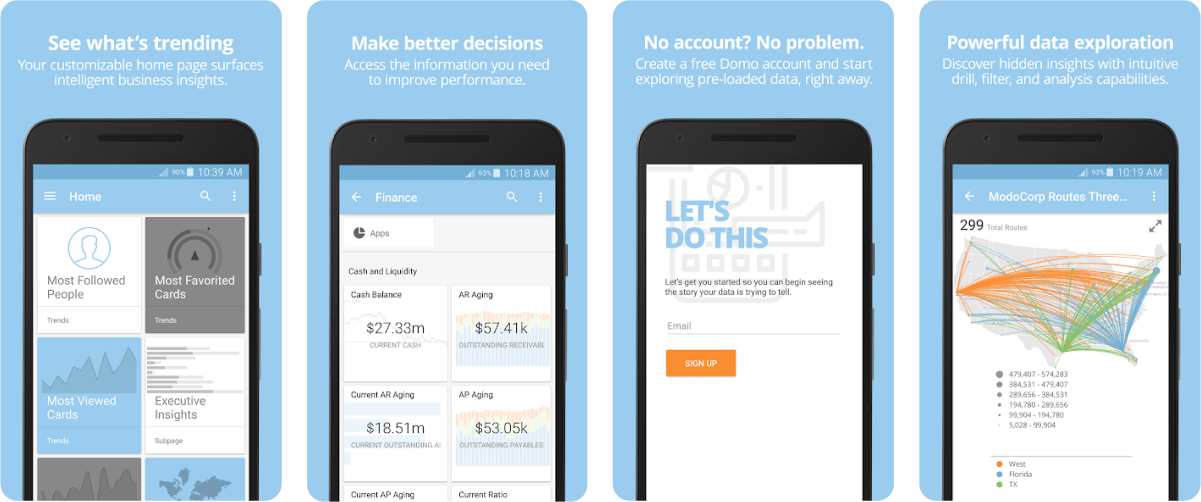 See what's trending
Your customizable home page surfaces
intelligent business insights.
90% 10:39 AM
Home
Most Followed
People
Trends
Most Favorited
Cards
Trends
Most Viewed
Cards
Trends
Executive
Insights
Subpage
Make better decisions
Access the information you need
to improve performance.
93% 10:18 AM
Finance
Apps
Cash and Liquidity
Cash Balance
$27.33m
CURRENT CASH
AR Aging
$57.41k
OUTSTANDING RECEIVABL
Current AR Aging
$18.51m
CURRENT OUTSTANDING AI
AP Aging
$53.05k
OUTSTANDING PAYABLES
Current AP Aging
Current Ratio
No account? No problem.
Create a free Domo account and start
exploring pre-loaded data, right away.
LET'S
DO THIS
Let's get you started so you can begin seeing
the story your data is trying to tell.
Email
SIGN UP
Powerful data exploration
Discover hidden insights with intuitive
drill, filter, and analysis capabilities.
93% 10:19 AM
ModoCorp Routes Three...
299 Total Routes
479,407 - 574,283
384,531 - 479,407
289,656 - 384,531
194,780 - 289,656
99,904 - 194,780
5,028 - 99,904
West
Florida
TX